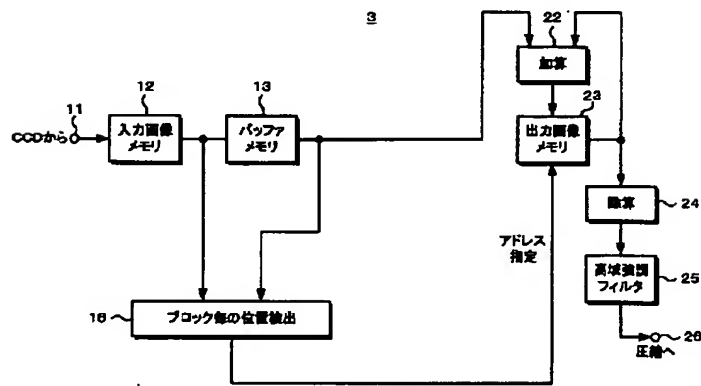 3
22
加算
11
12
13
23
CCDから
入力画像
メモリ
バッファ
メモリ
出力画像
メモリ
除算
24
アドレス
指定
高域強調
フィルタ
25
16
ブロック毎の位置検出
26
圧縮へ